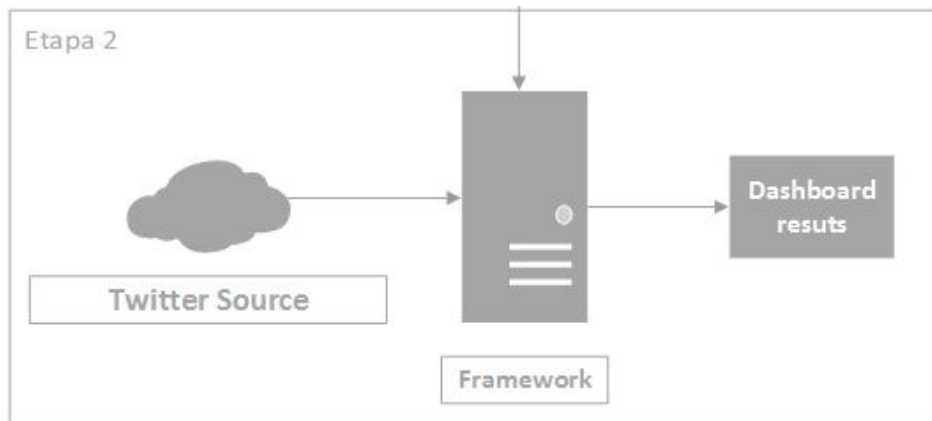 Etapa 2
Dashboard
resuts
Twitter Source
Framework